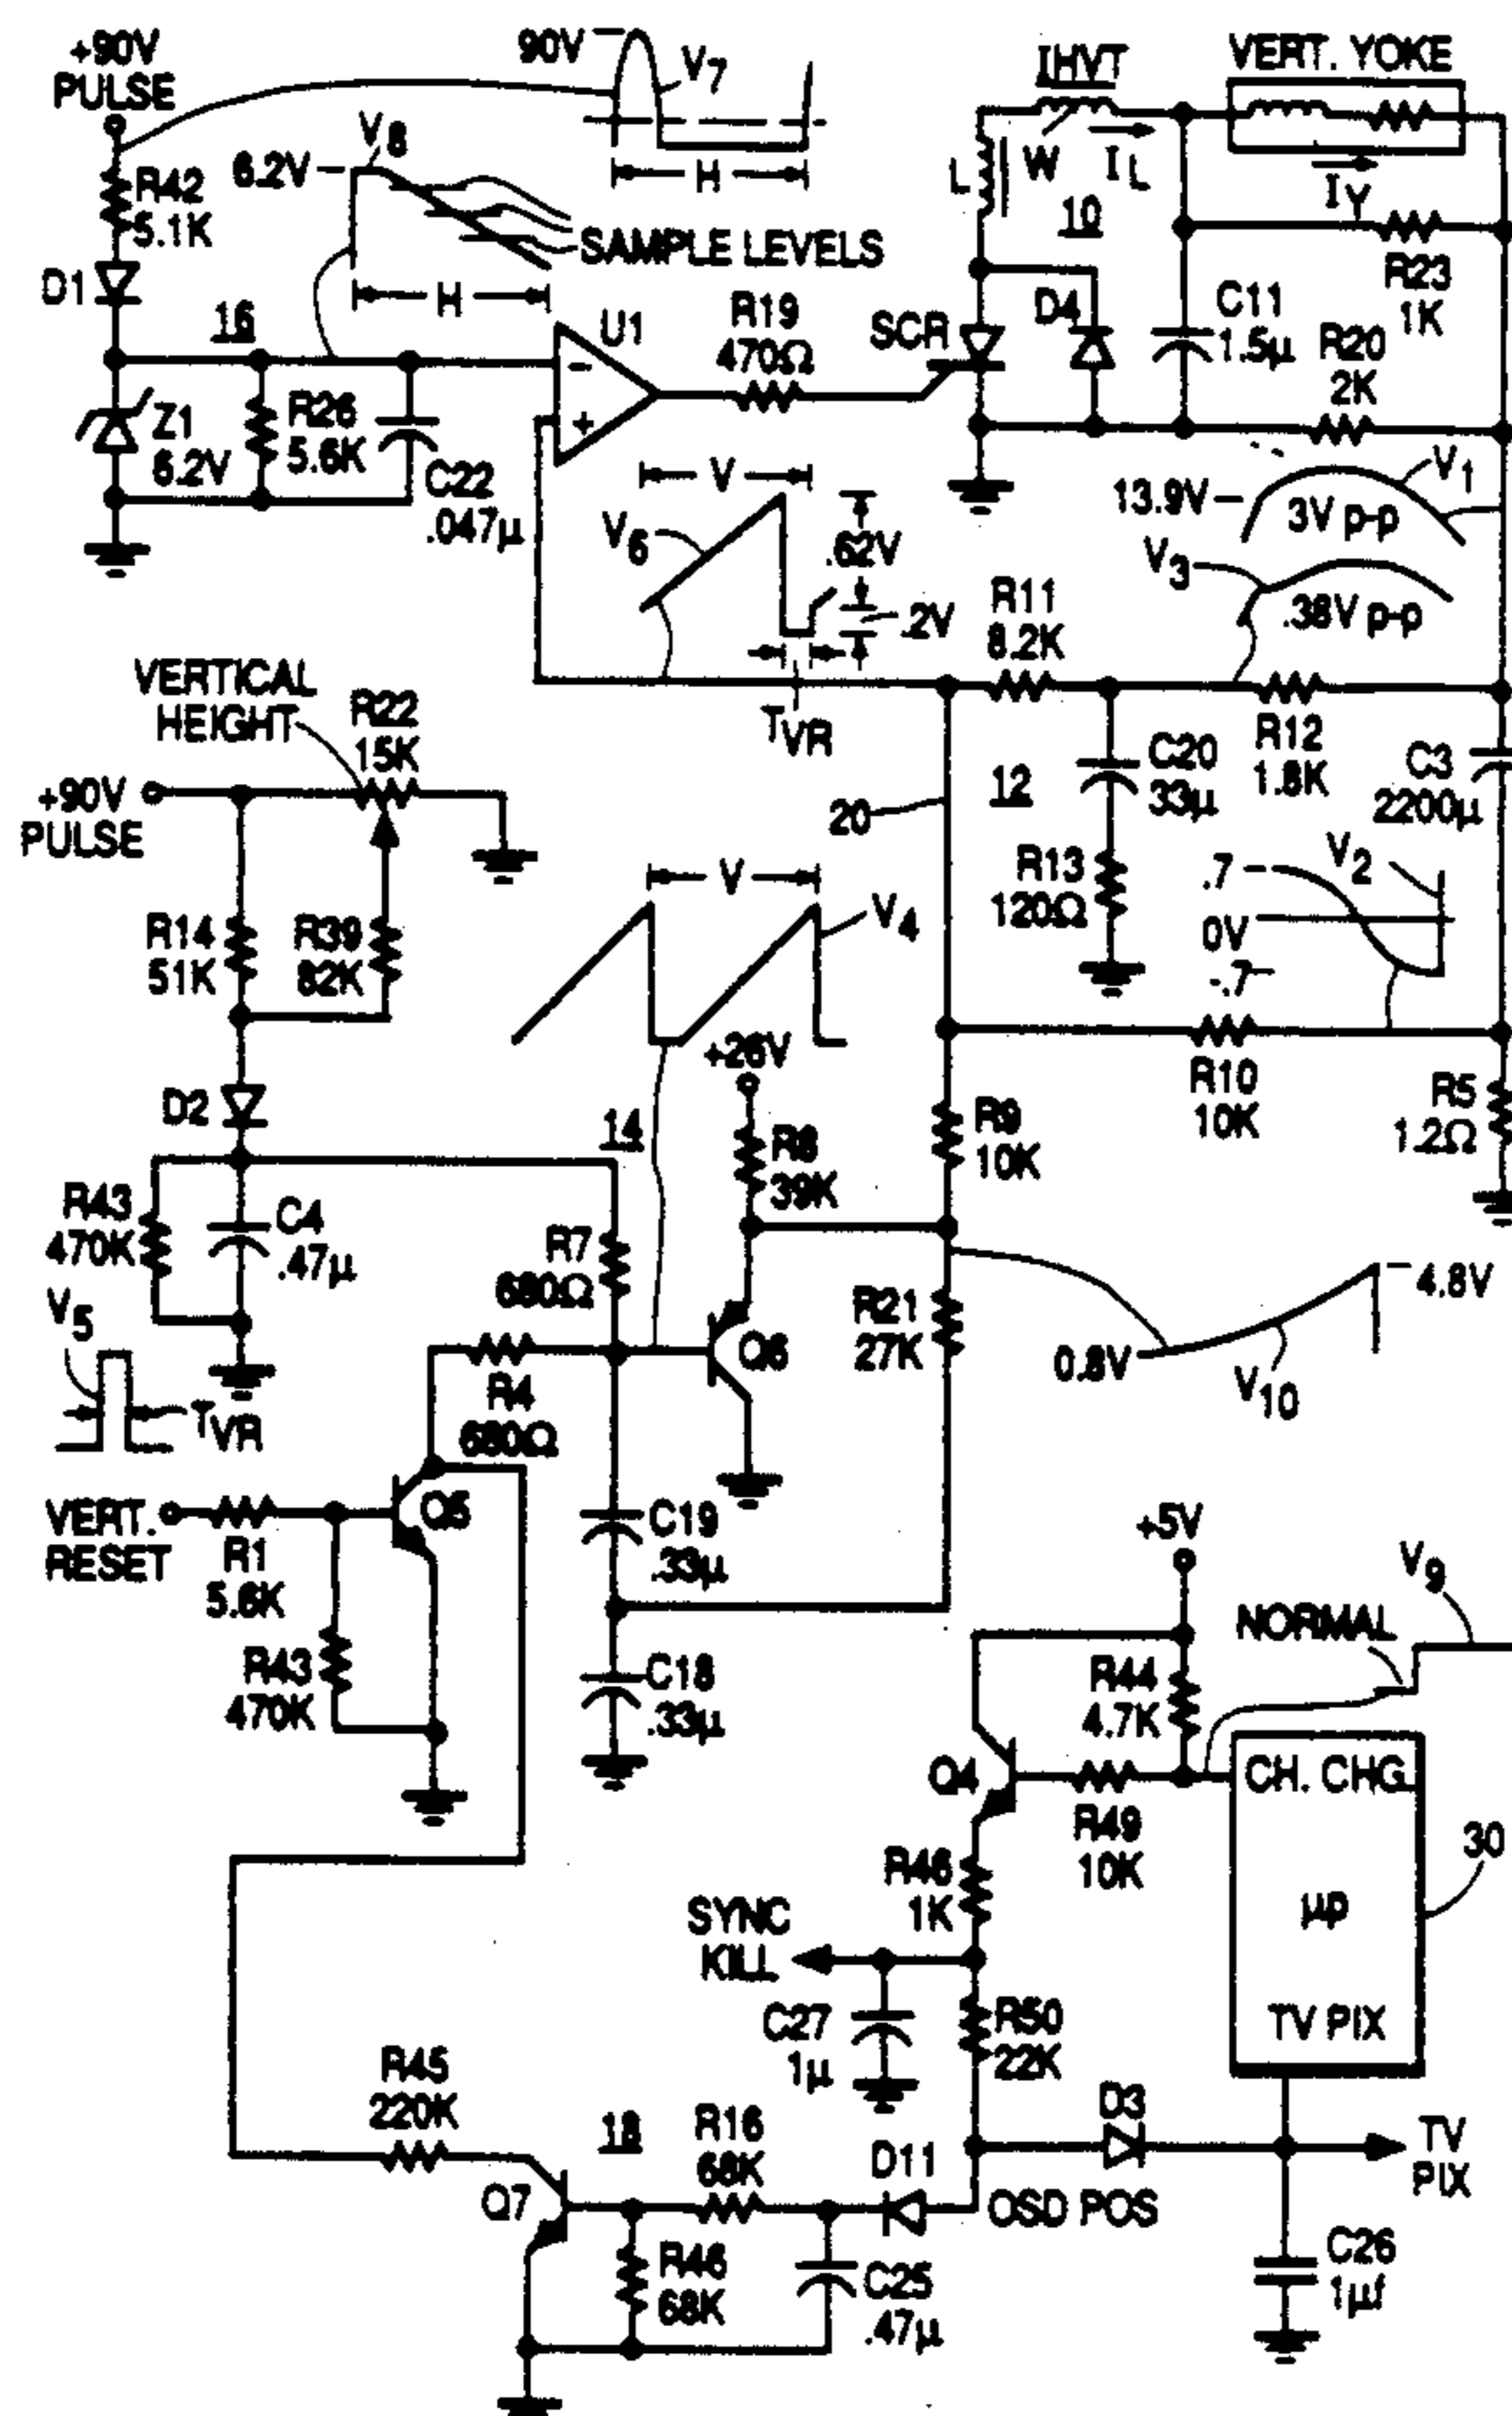 +90V
PULSE
90V
V7
H
IHVT
VERT. YOKE
W
IL
L
10
IY
R42
5.1K
V8
6.2V
SAMPLE LEVELS
H
D1
16
U1
R19
470Ω
SCR
D4
C11
1.5µ
R23
1K
R20
2K
Z1
6.2V
R26
5.6K
C22
.047µ
13.9V
V1
3V p-p
V3
.38V p-p
V
V6
.62V
.2V
TVR
R11
8.2K
R12
1.8K
12
C20
33µ
C3
2200µ
20
R13
120Ω
VERTICAL
HEIGHT
R22
15K
+90V
PULSE
R14
51K
R39
82K
V
V4
.7
0V
-.7
V2
+26V
R10
10K
R5
1.2Ω
D2
14
R8
39K
R9
10K
R43
470K
C4
.47µ
R7
680Ω
R21
27K
4.8V
0.8V
V10
V5
TVR
R4
680Ω
Q6
VERT.
RESET
R1
5.6K
Q5
C19
.33µ
R43
470K
C18
.33µ
+5V
V9
NORMAL
R44
4.7K
Q4
R49
10K
CH. CHG.
µp
TV PIX
30
SYNC
KILL
1K
C27
1µ
R50
22K
R45
220K
18
R16
68K
D11
D3
TV
PIX
OSD POS
Q7
68K
C25
.47µ
C26
1µf